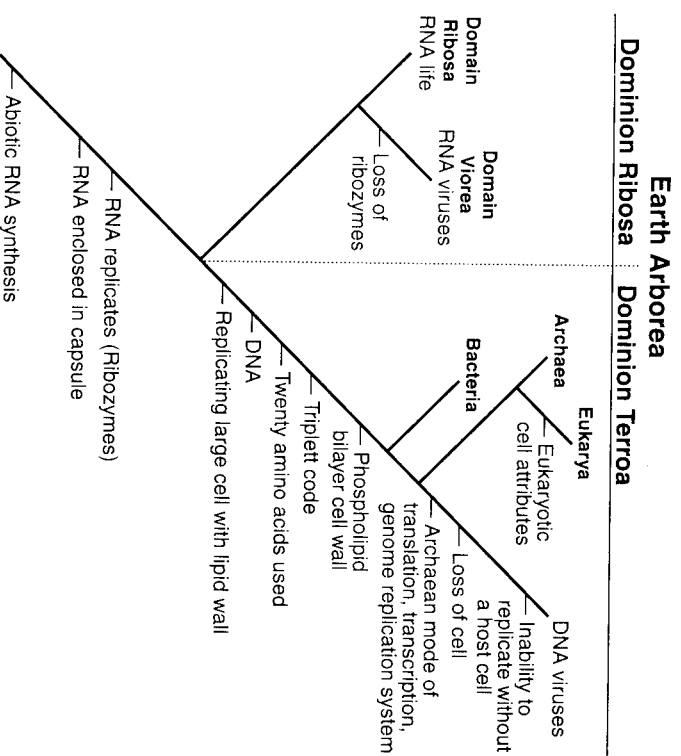 Earth Arborea
Dominion Ribosa
Dominion Terroa
Domain
Ribosa
RNA life
Domain
Viorea
RNA viruses
Loss of
ribozymes
Archaea
Eukarya
Eukaryotic
cell attributes
Bacteria
DNA viruses
Inability to
replicate without
a host cell
Loss of cell
Archaean mode of
translation, transcription,
genome replication system
Phospholipid
bilayer cell wall
Triplett code
Twenty amino acids used
DNA
Replicating large cell with lipid wall
RNA replicates (Ribozymes)
RNA enclosed in capsule
Abiotic RNA synthesis